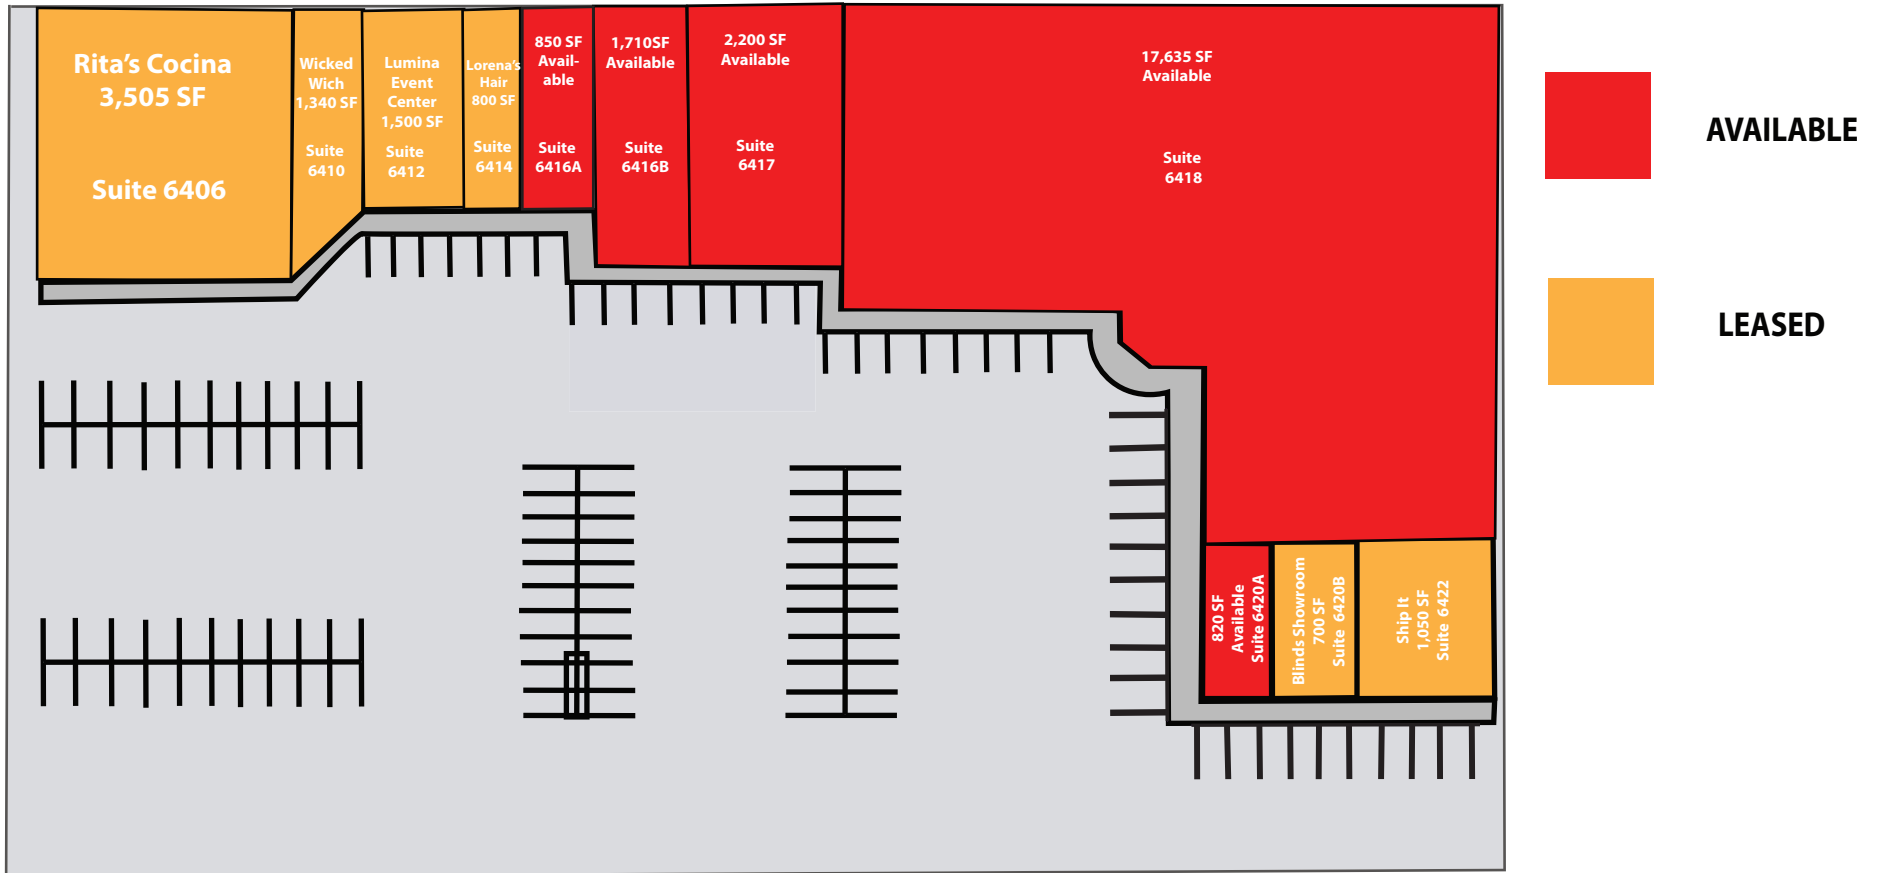 Rita's Cocina
3,505 SF
Suite 6406
Wicked
Wich
1,340 SF
Suite
6410
Lumina
Event
Center
1,500 SF
Suite
6412
Lorena's
Hair
800 SF
Suite
6414
850 SF
Avail-
able
Suite
6416A
1,710SF
Available
Suite
6416B
2,200 SF
Available
Suite
6417
17,635 SF
Available
Suite
6418
820 SF
Available
Suite 6420A
Blinds Showroom
700 SF
Suite 6420B
Ship It
1,050 SF
Suite 6422
AVAILABLE
LEASED